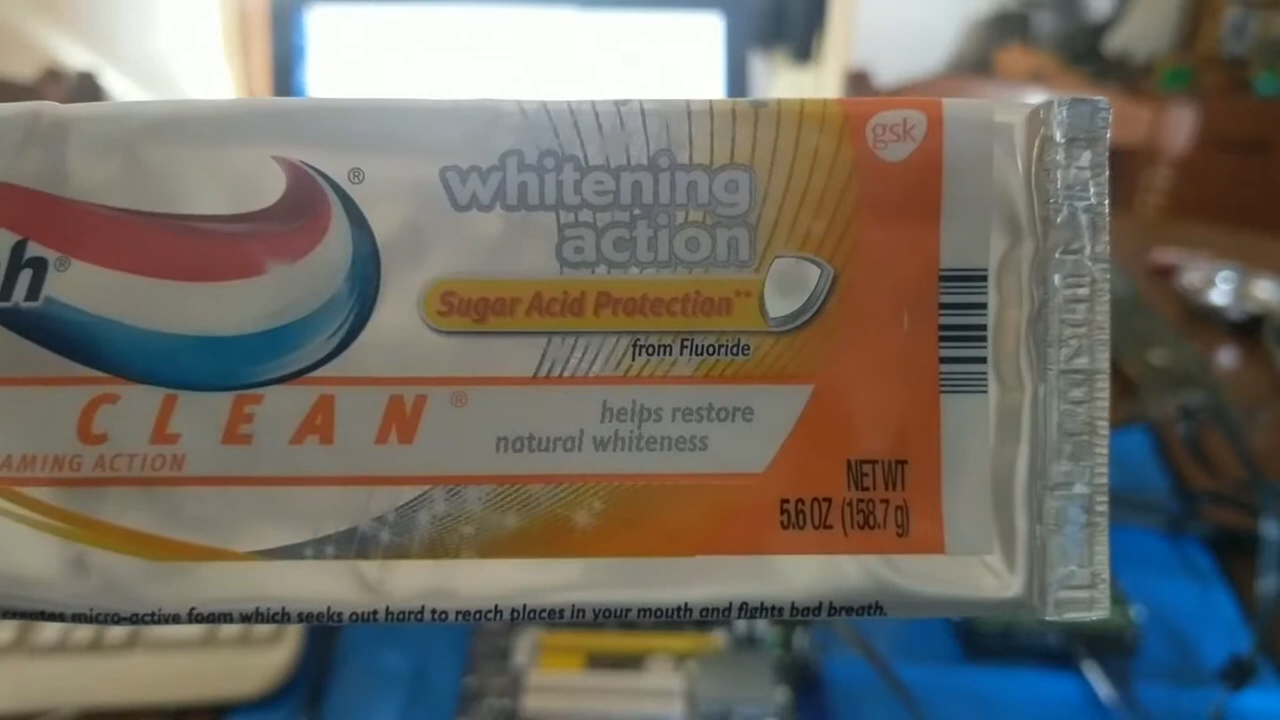 gsk
whitening
action
h®
®
Sugar Acid Protection**
from Fluoride
CLEAN®
helps restore
natural whiteness
AMING ACTION
NET WT
5.6 OZ (158.7 g)
creates micro-active foam which seeks out hard to reach places in your mouth and fights bad breath.